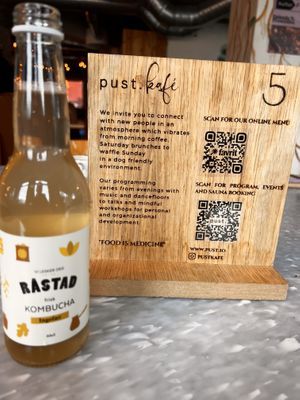 pust.kafé
5
We invite you to connect
with new people in an
atmosphere which vibrates
from morning coffee,
Saturday brunches to
waffle Sunday
in a dog friendly
environment.
Our programming
varies from evenings with
music and dancefloors
to talks and mindful
workshops for personal
and organizational
development.
"FOOD IS MEDICINE"
SCAN FOR OUR ONLINE MENU
favrit
SCAN FOR PROGRAM, EVENTS
AND SAUNA BOOKING
pust.
WWW.PUST.IO
PUSTKAFE
RÅSTAD
frisk
KOMBUCHA